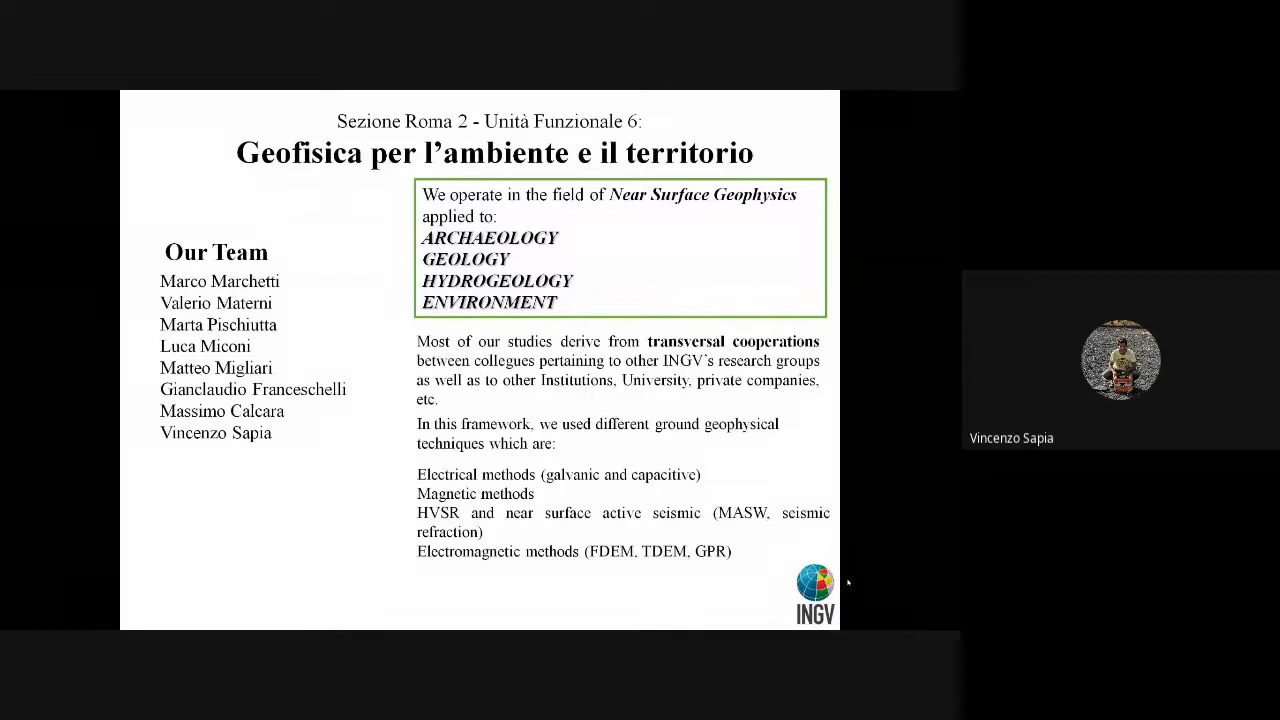 Sezione Roma 2 - Unità Funzionale 6:
Geofisica per l’ambiente e il territorio
Our Team
Marco Marchetti
Valerio Materni
Marta Pischiutta
Luca Miconi
Matteo Migliari
Gianclaudio Franceschelli
Massimo Calcara
Vincenzo Sapia
We operate in the field of Near Surface Geophysics
applied to:
ARCHAEOLOGY
GEOLOGY
HYDROGEOLOGY
ENVIRONMENT
Most of our studies derive from transversal cooperations
between collegues pertaining to other INGV’s research groups
as well as to other Institutions, University, private companies,
etc.
In this framework, we used different ground geophysical
techniques which are:
Electrical methods (galvanic and capacitive)
Magnetic methods
HVSR and near surface active seismic (MASW, seismic
refraction)
Electromagnetic methods (FDEM, TDEM, GPR)
INGV
Vincenzo Sapia